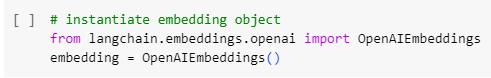 [ ] # instantiate embedding object
from langchain.embeddings.openai import OpenAIEmbeddings
embedding = OpenAIEmbeddings()